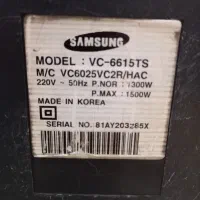 SAMSUNG
MODEL : VC-6615TS
M/C VC6025VC2R/HAC
220V ~ 50Hz P.NOR : 1300W
P.MAX : 1500W
MADE IN KOREA
SERIAL NO. 81AY203265X